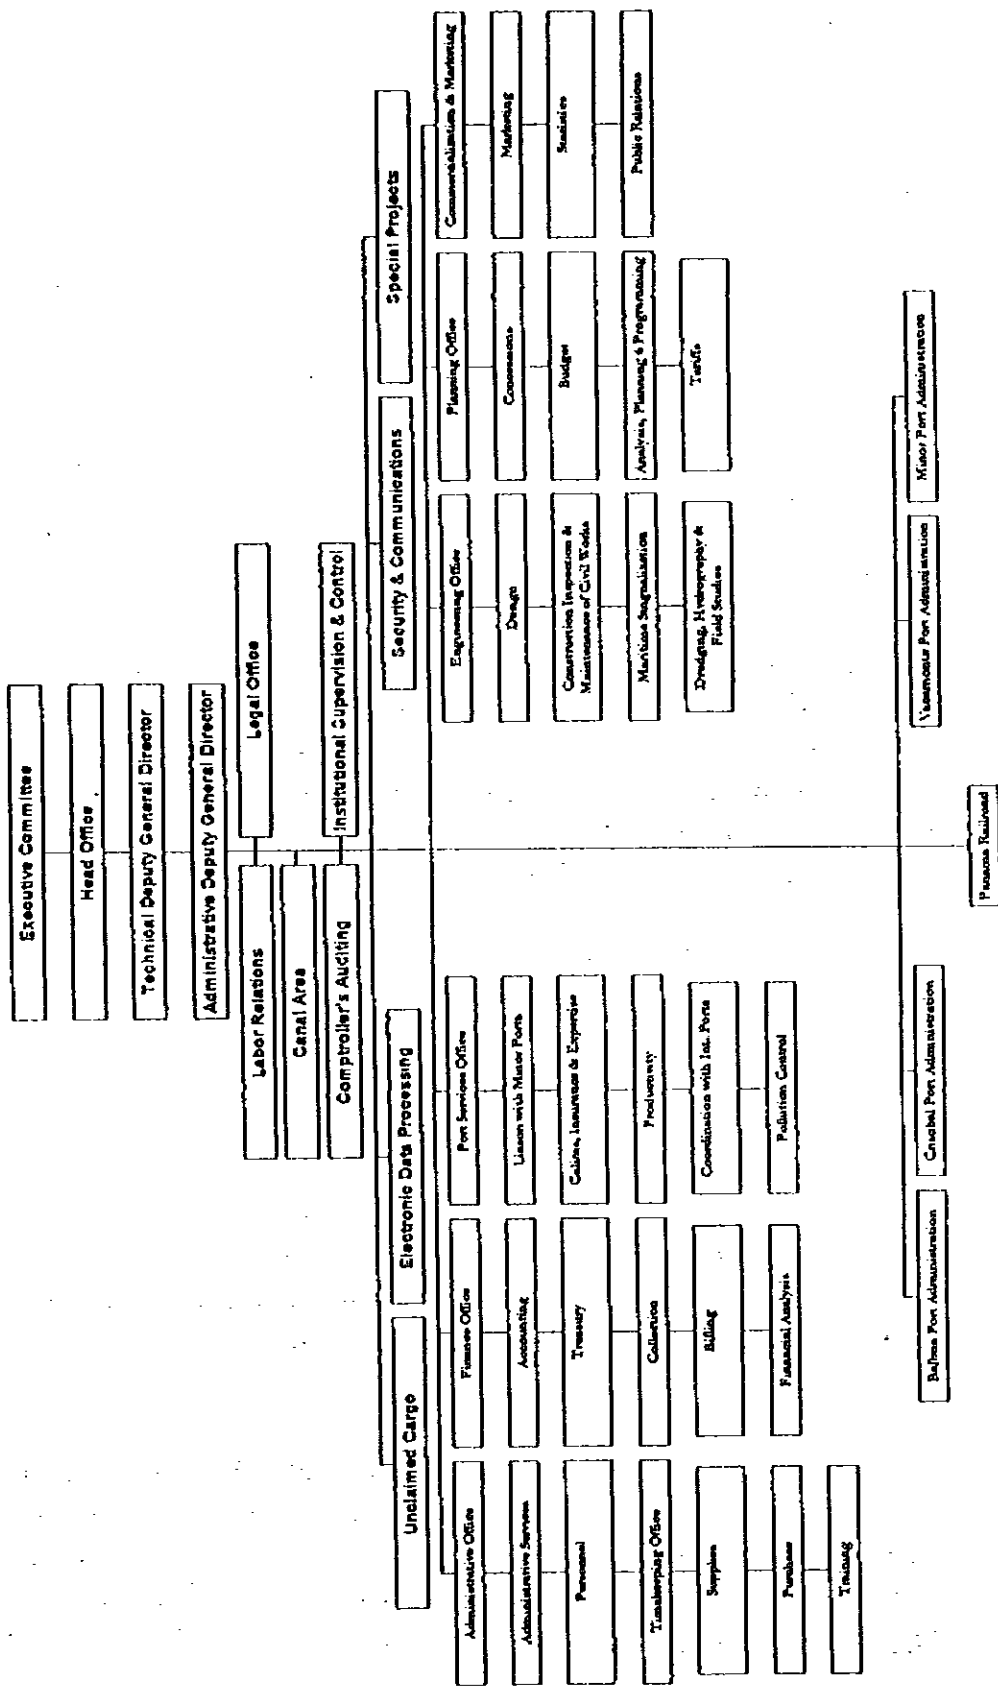 Executive Committee
Head Office
Technical Deputy General Director
Administrative Deputy General Director
Labor Relations
Legal Office
Canal Area
Comptroller's Auditing
Institutional Supervision & Control
Unclaimed Cargo
Electronic Data Processing
Security & Communications
Special Projects
Administrative Office
Finance Office
Port Services Office
Engineering Office
Planning Office
Commercialization & Marketing
Administrative Services
Accounting
Liason with Minor Ports
Design
Concessions
Marketing
Personnel
Treasury
Calims, Insurance & Expertise
Construction Inspection &
Maintenance of Civil Works
Budget
Statistics
Timekeeping Office
Collection
Productivity
Maritime Sengnalization
Analysis, Planning & Programming
Public Relations
Supplies
Billing
Coordination with Int. Ports
Dredging, Hydrography &
Field Studies
Tariffs
Purchase
Financial Analysis
Pollution Control
Training
Balboa Port Administration
Cristobal Port Administration
Vacamonte Port Administration
Minor Port Administration
Panama Railroad